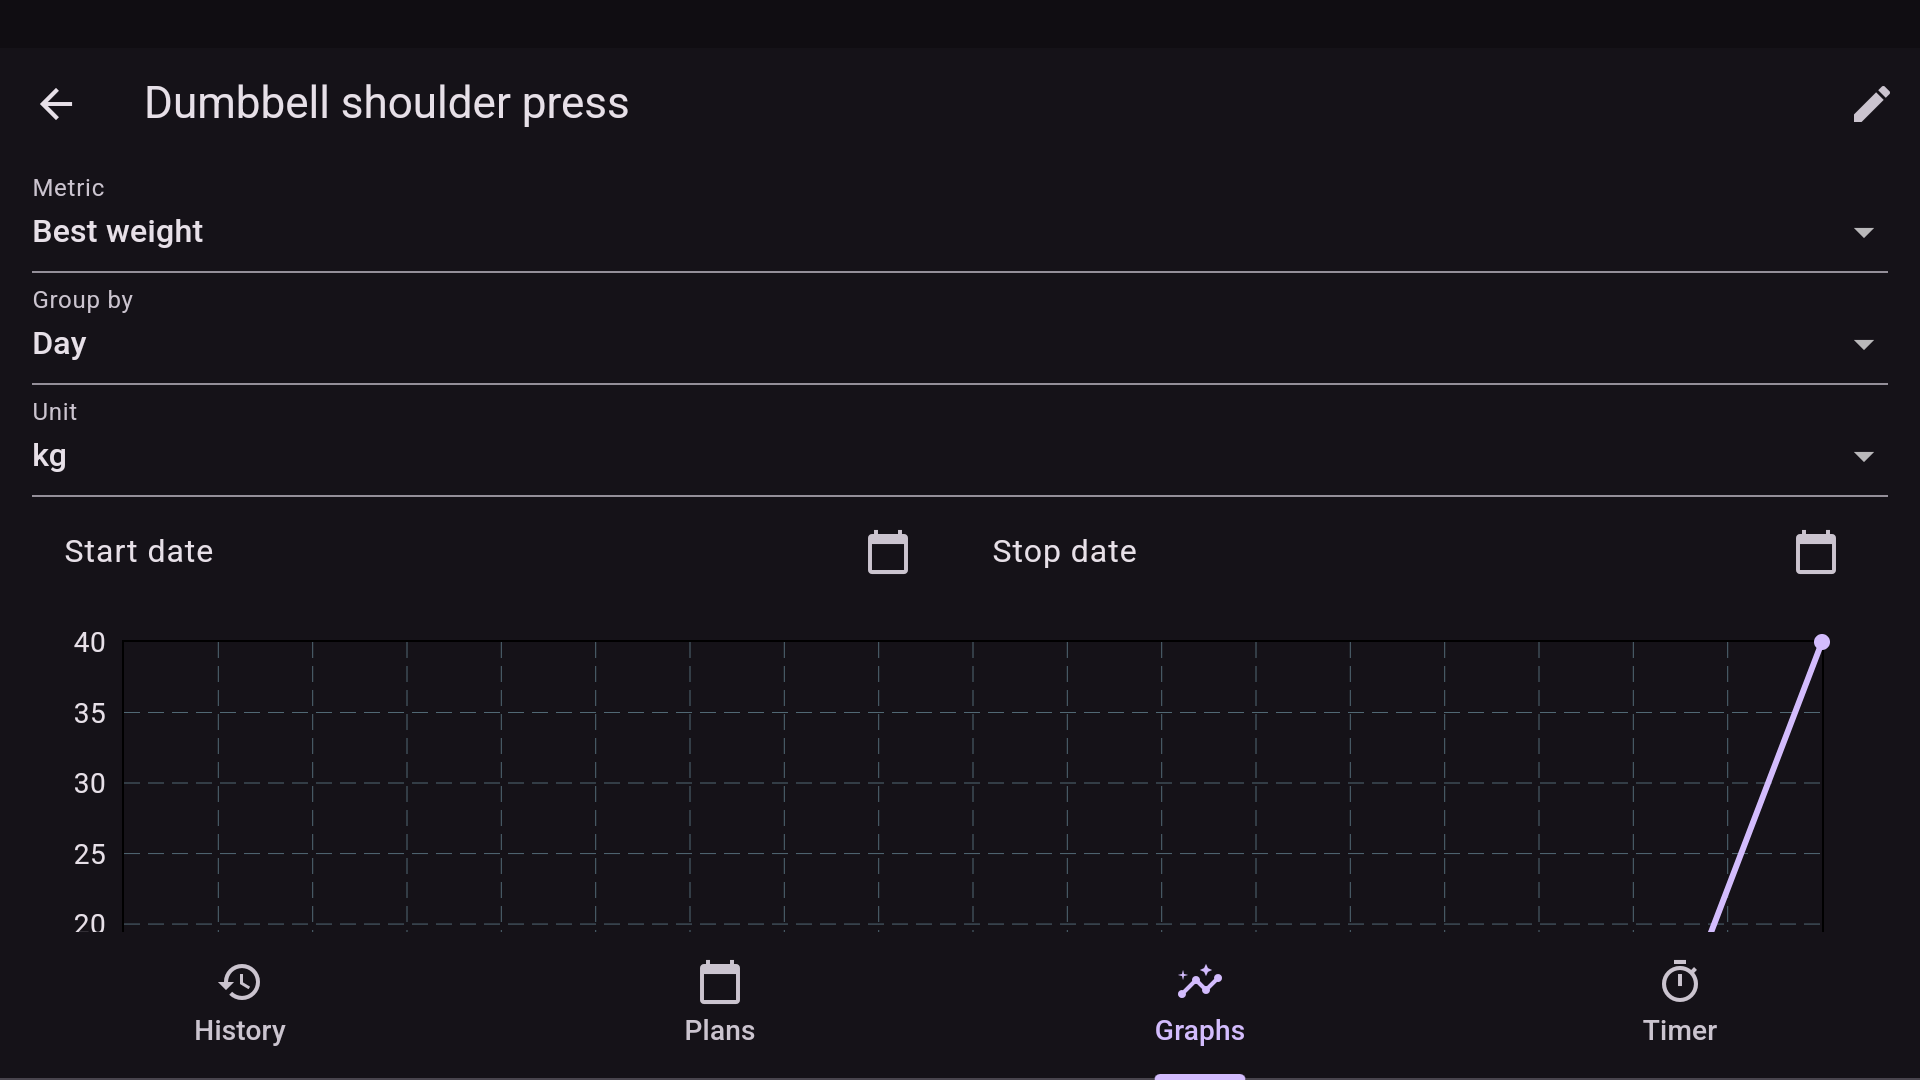 Dumbbell shoulder press
Metric
Best weight
Group by
Day
Unit
kg
Start date
Stop date
40
35
30
25
20
History
Plans
Graphs
Timer